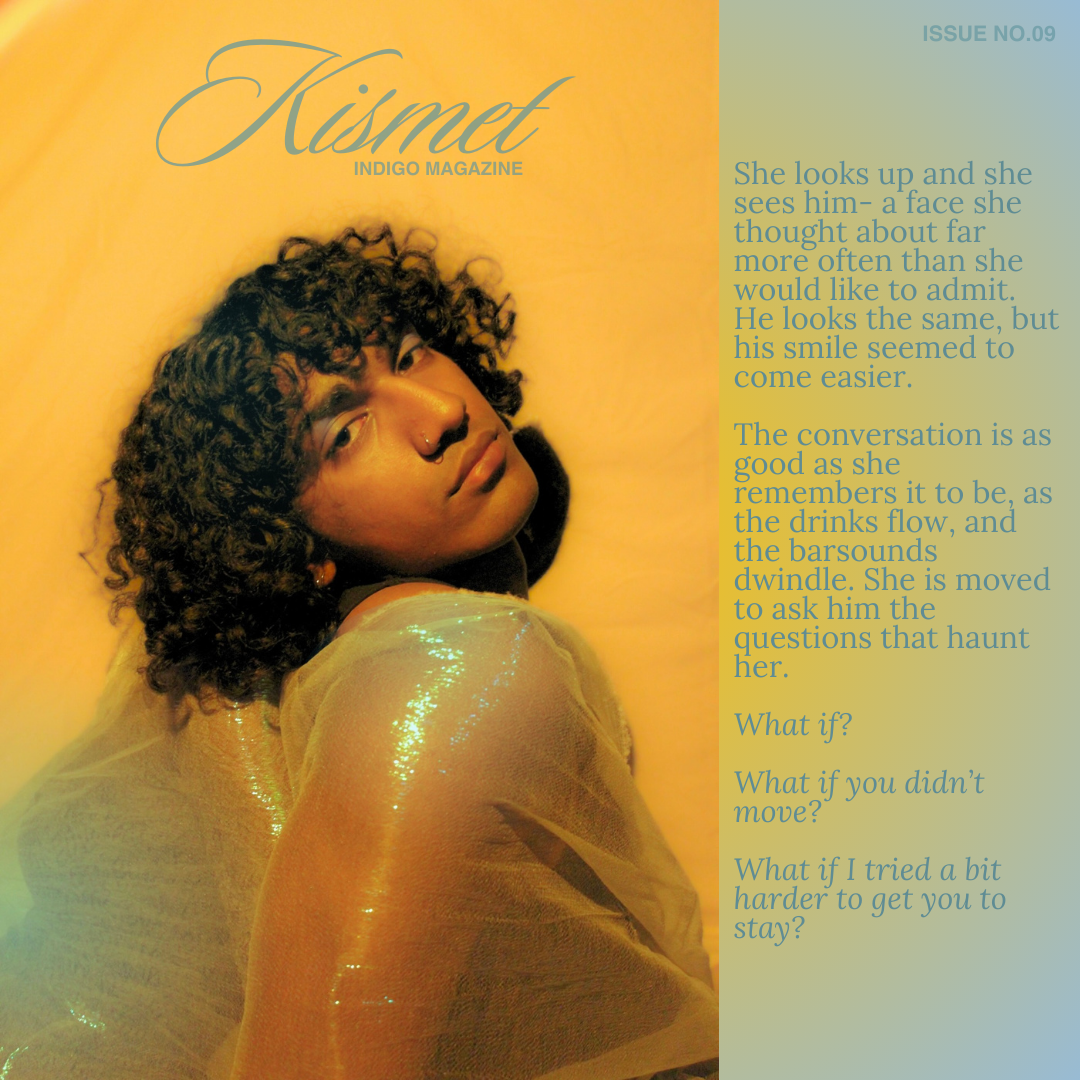 Kismet
INDIGO MAGAZINE
ISSUE NO.09
She looks up and she
sees him- a face she
thought about far
more often than she
would like to admit.
He looks the same, but
his smile seemed to
come easier.
The conversation is as
good as she
remembers it to be, as
the drinks flow, and
the barsounds
dwindle. She is moved
to ask him the
questions that haunt
her.
What if?
What if you didn’t
move?
What if I tried a bit
harder to get you to
stay?